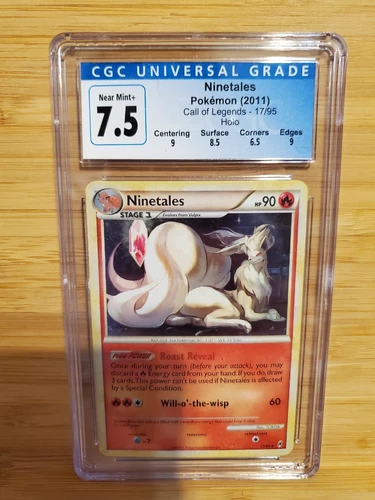 CGC UNIVERSAL GRADE
Near Mint+
7.5
Ninetales
Pokémon (2011)
Call of Legends - 17/95
Holo
Centering Surface Corners Edges
9 8.5 6.5 9
Ninetales
HP 90
STAGE 1
Evolves from Vulpix
POKÉ-POWER Roast Reveal
Once during your turn (before your attack), you may
discard a Energy card from your hand. If you do, draw
3 cards. This power can't be used if Ninetales is affected
by a Special Condition.
Will-o'-the-wisp 60